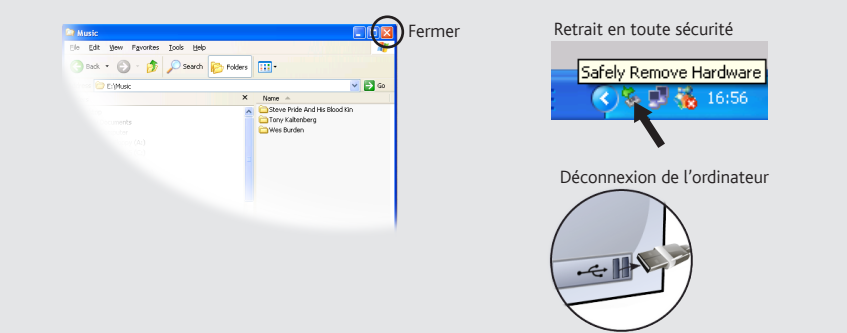 Music
Fermer
File Edit View Favorites Tools Help
Back
Search
Folders
E:\Music
Go
X Name
Steve Pride And His Blood Kin
Tony Kaltenberg
Wes Burden
Retrait en toute sécurité
Safely Remove Hardware
16:56
Déconnexion de l'ordinateur